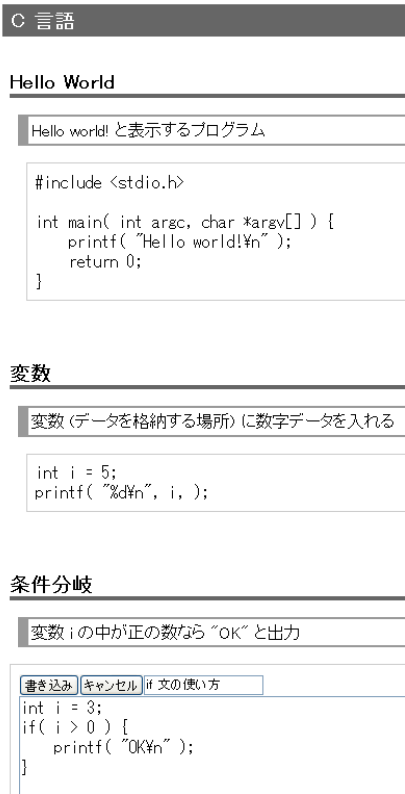 C 言語
Hello World
Hello world! と表示するプログラム
#include <stdio.h>
int main( int argc, char *argv[] ) {
printf( "Hello world!¥n" );
return 0;
}
変数
変数 (データを格納する場所) に数字データを入れる
int i = 5;
printf( "%d¥n", i, );
条件分岐
変数 i の中が正の数なら "OK" と出力
書き込み キャンセル if 文の使い方
int i = 3;
if( i > 0 ) {
printf( "OK¥n" );
}